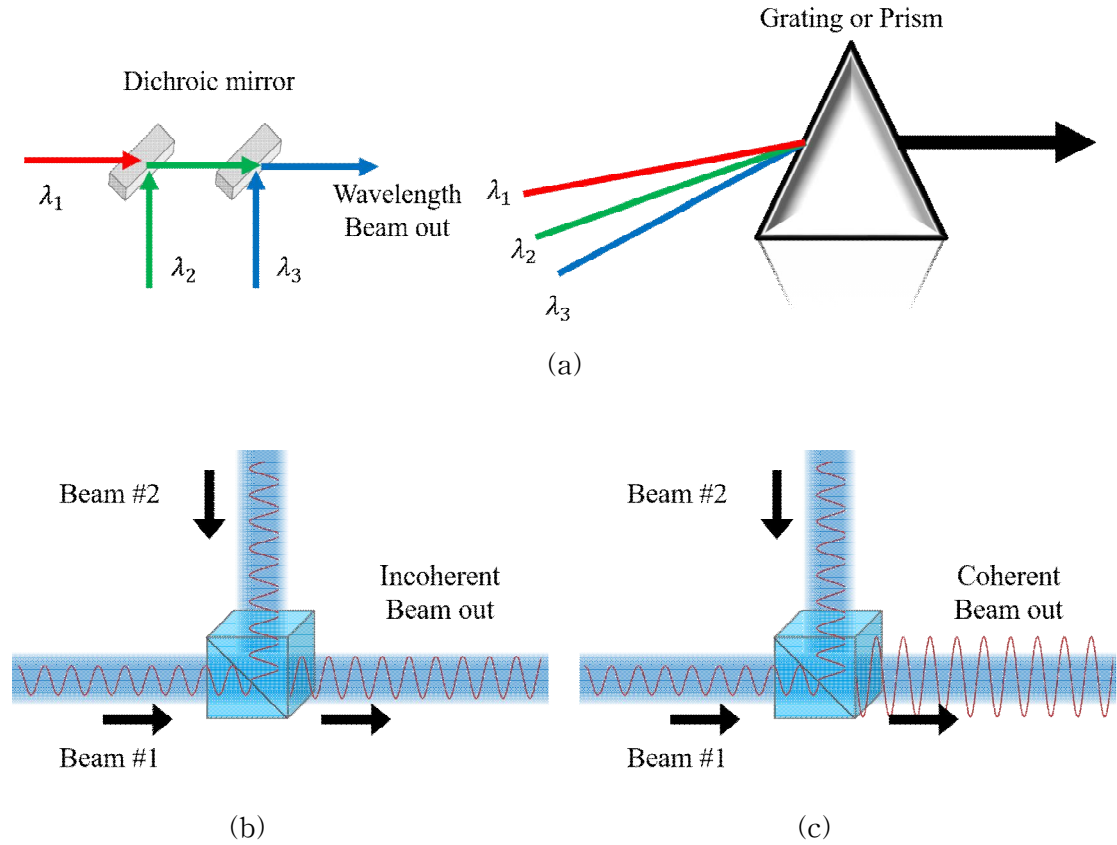 Grating or Prism
Dichroic mirror
λ1
Wavelength
Beam out
λ2
λ3
λ1
λ2
λ3
(a)
Beam #2
Incoherent
Beam out
Beam #1
(b)
Beam #2
Coherent
Beam out
Beam #1
(c)